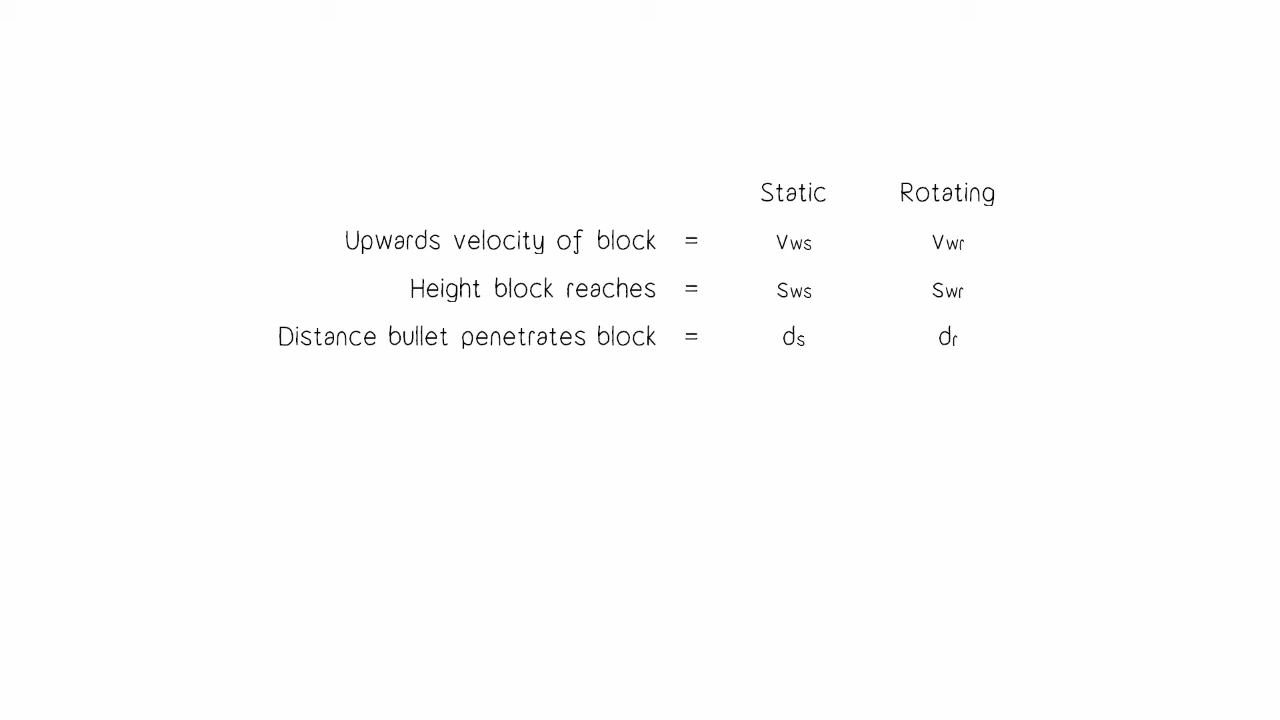 Static Rotating
Upwards velocity of block = vws vwr
Height block reaches = sws swr
Distance bullet penetrates block = ds dr